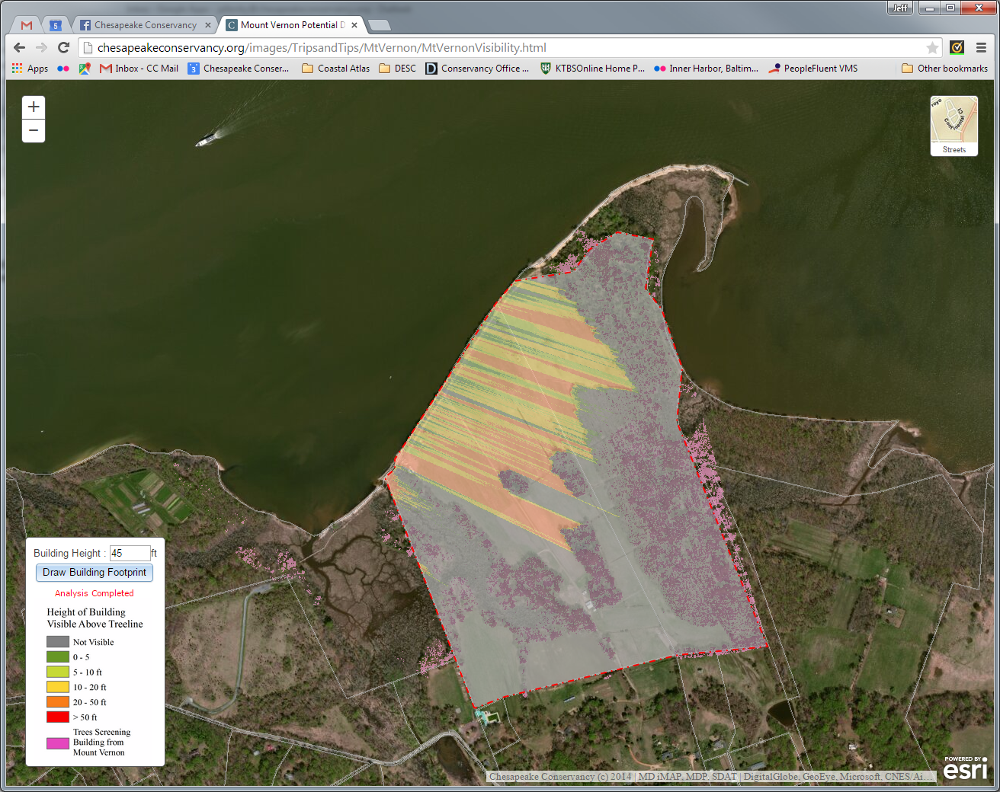 Jeff
Chesapeake Conservancy
Mount Vernon Potential D
chesapeakeconservancy.org/images/TripsandTips/MtVernon/MtVernonVisibility.html
Apps
Inbox - CC Mail
Chesapeake Conser...
Coastal Atlas
DESC
Conservancy Office ...
KTBSOnline Home P...
Inner Harbor, Baltim...
PeopleFluent VMS
Other bookmarks
+
−
Continental Ct
Streets
Building Height : 45 ft
Draw Building Footprint
Analysis Completed
Height of Building
Visible Above Treeline
Not Visible
0 - 5
5 - 10 ft
10 - 20 ft
20 - 50 ft
> 50 ft
Trees Screening
Building from
Mount Vernon
Chesapeake Conservancy (c) 2014 | MD iMAP, MDP, SDAT | DigitalGlobe, GeoEye, Microsoft, CNES/Ai...
POWERED BY
esri